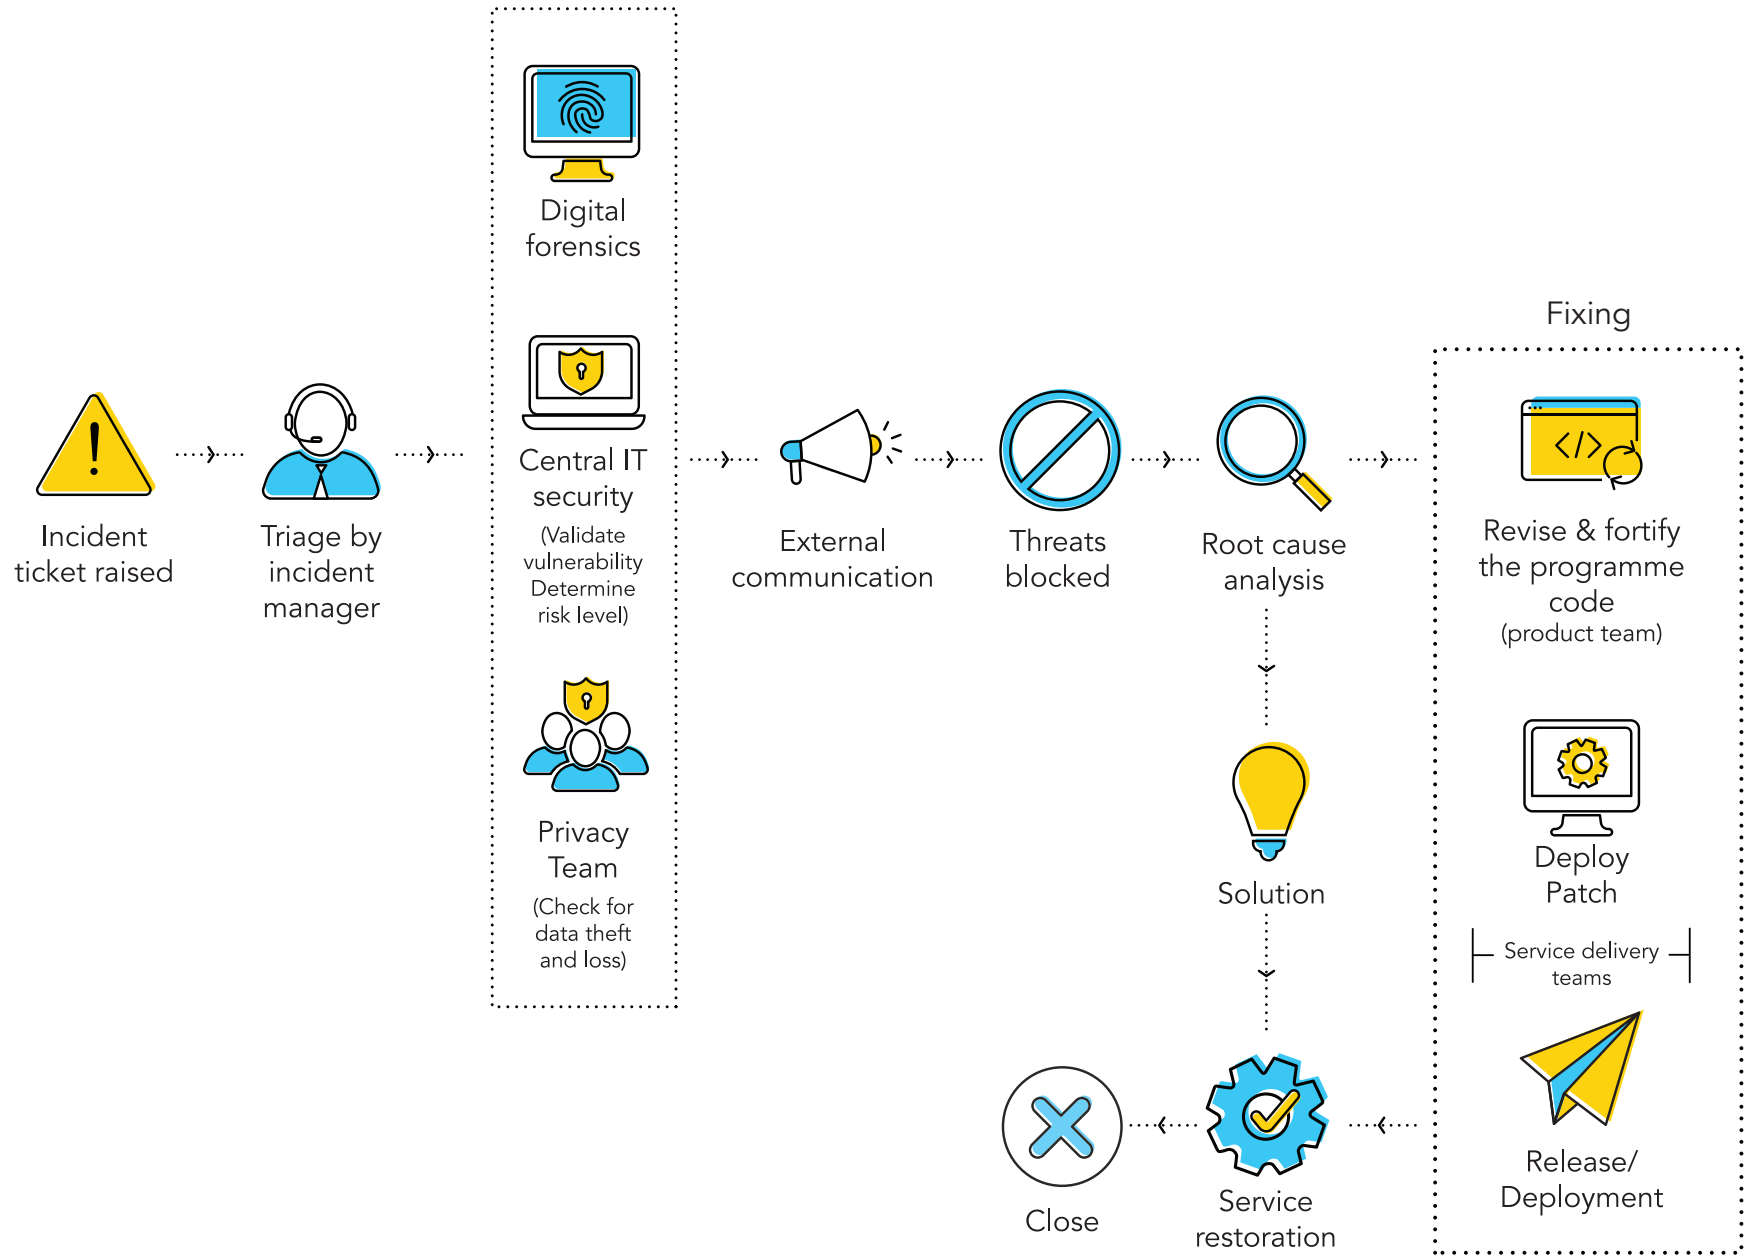 Digital
forensics
Central IT
security
(Validate
vulnerability
Determine
risk level)
Privacy
Team
(Check for
data theft
and loss)
Incident
ticket raised
Triage by
incident
manager
External
communication
Threats
blocked
Root cause
analysis
Fixing
</>
Revise & fortify
the programme
code
(product team)
Deploy
Patch
Service delivery
teams
Release/
Deployment
Solution
Service
restoration
Close